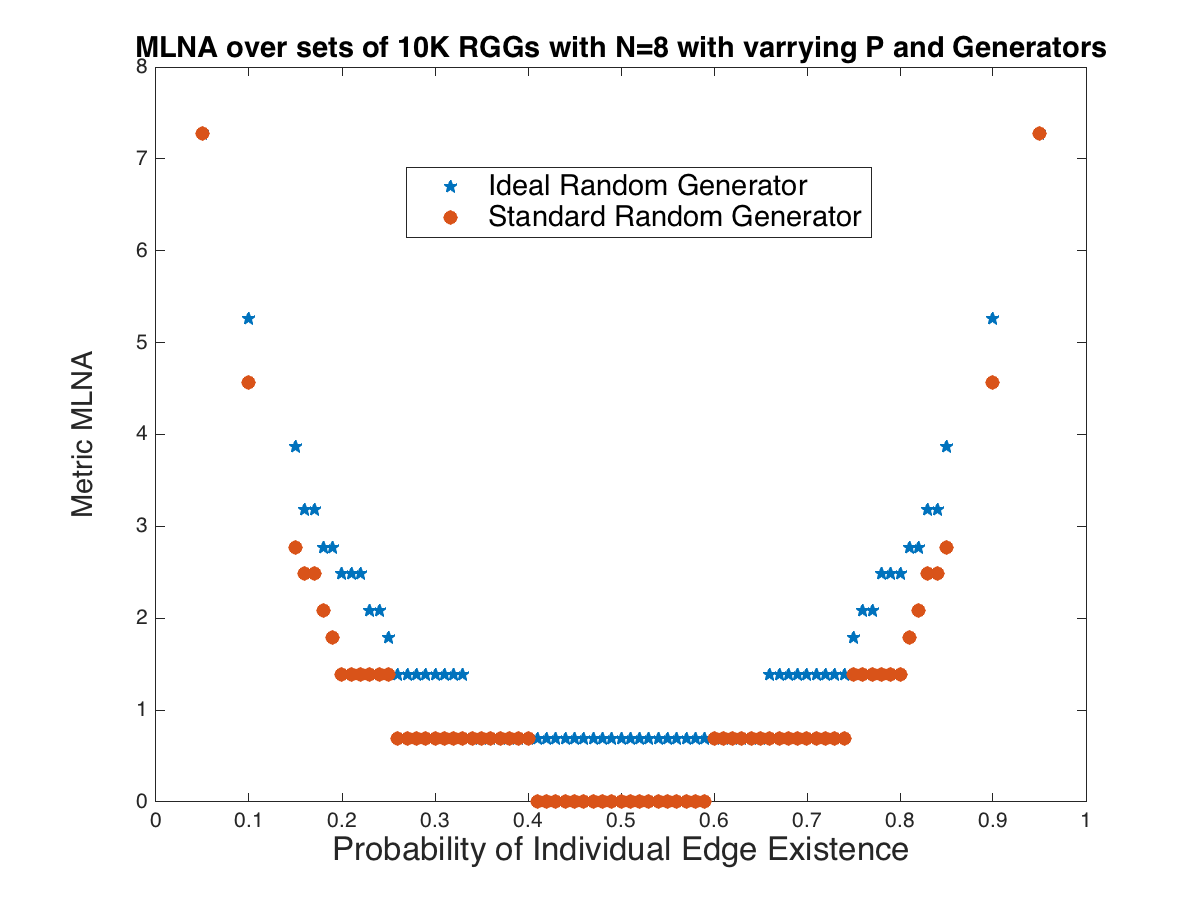 MLNA over sets of 10K RGGs with N=8 with varrying P and Generators
8
7
6
5
4
3
2
1
0
Metric MLNA
Ideal Random Generator
Standard Random Generator
0 0.1 0.2 0.3 0.4 0.5 0.6 0.7 0.8 0.9 1
Probability of Individual Edge Existence